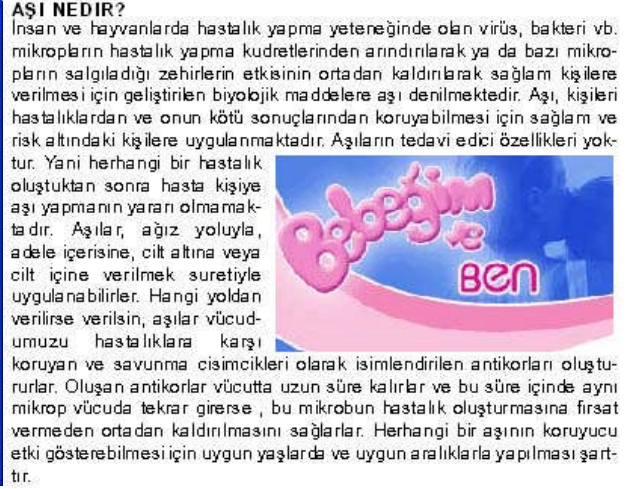 AŞI NEDIR?
İnsan ve hayvanlarda hastalık yapma yeteneğinde olan virüs, bakteri vb.
mikropların hastalık yapma kudretlerinden arındırılarak ya da bazı mikro-
pların salgıladığı zehirlerin etkisinin ortadan kaldırılarak sağlam kişilere
verilmesi için geliştirilen biyolojik maddelere aşı denilmektedir. Aşı, kişileri
hastalıklardan ve onun kötü sonuçlarından koruyabilmesi için sağlam ve
risk altındaki kişilere uygulanmaktadır. Aşıların tedavi edici özellikleri yok-
tur. Yani herhangi bir hastalık
oluştuktan sonra hasta kişiye
aşı yapmanın yararı olmamak-
tadır. Aşılar, ağız yoluyla,
adele içerisine, cilt altına veya
cilt içine verilmek suretiyle
uygulanabilirler. Hangi yoldan
verilirse verilsin, aşılar vücud-
umuzu hastalıklara karşı
Bebeğim
ve
Ben
koruyan ve savunma cisimcikleri olarak isimlendirilen antikorları oluştu-
rurlar. Oluşan antikorlar vücutta uzun süre kalırlar ve bu süre içinde aynı
mikrop vücuda tekrar girerse , bu mikrobun hastalık oluşturmasına fırsat
vermeden ortadan kaldırılmasını sağlarlar. Herhangi bir aşının koruyucu
etki gösterebilmesi için uygun yaşlarda ve uygun aralıklarla yapılması şart-
tır.